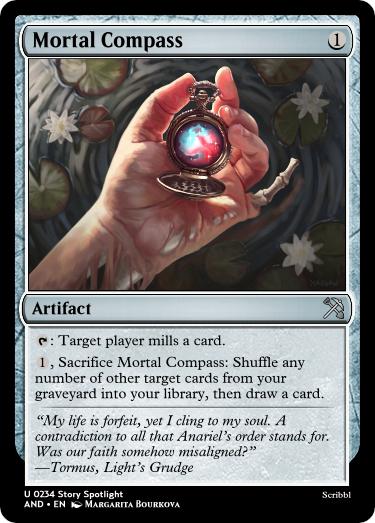 Mortal Compass 1
Artifact
: Target player mills a card.
1, Sacrifice Mortal Compass: Shuffle any
number of other target cards from your
graveyard into your library, then draw a card.
“My life is forfeit, yet I cling to my soul. A
contradiction to all that Anariel's order stands for.
Was our faith somehow misaligned?”
—Tormus, Light's Grudge
U 0234 Story Spotlight
AND • EN Margarita Bourkova
Scribbl